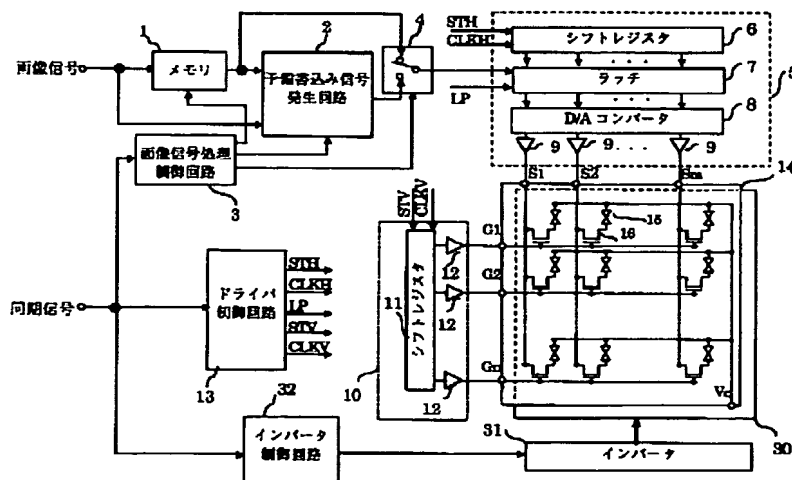 1
2
4
STH
CLKH
シフトレジスタ
6
画像信号
メモリ
予備書込み信号
発生回路
ラッチ
7
5
LP
D/A コンバータ
8
9
9
9
画像信号処理
制御回路
3
S1
S2
Sm
14
STV
CLKV
15
16
G1
G2
Gn
12
12
12
シフトレジスタ
11
10
ドライバ
制御回路
STH
CLKH
LP
STV
CLKV
同期信号
13
32
インバータ
制御回路
31
インバータ
30